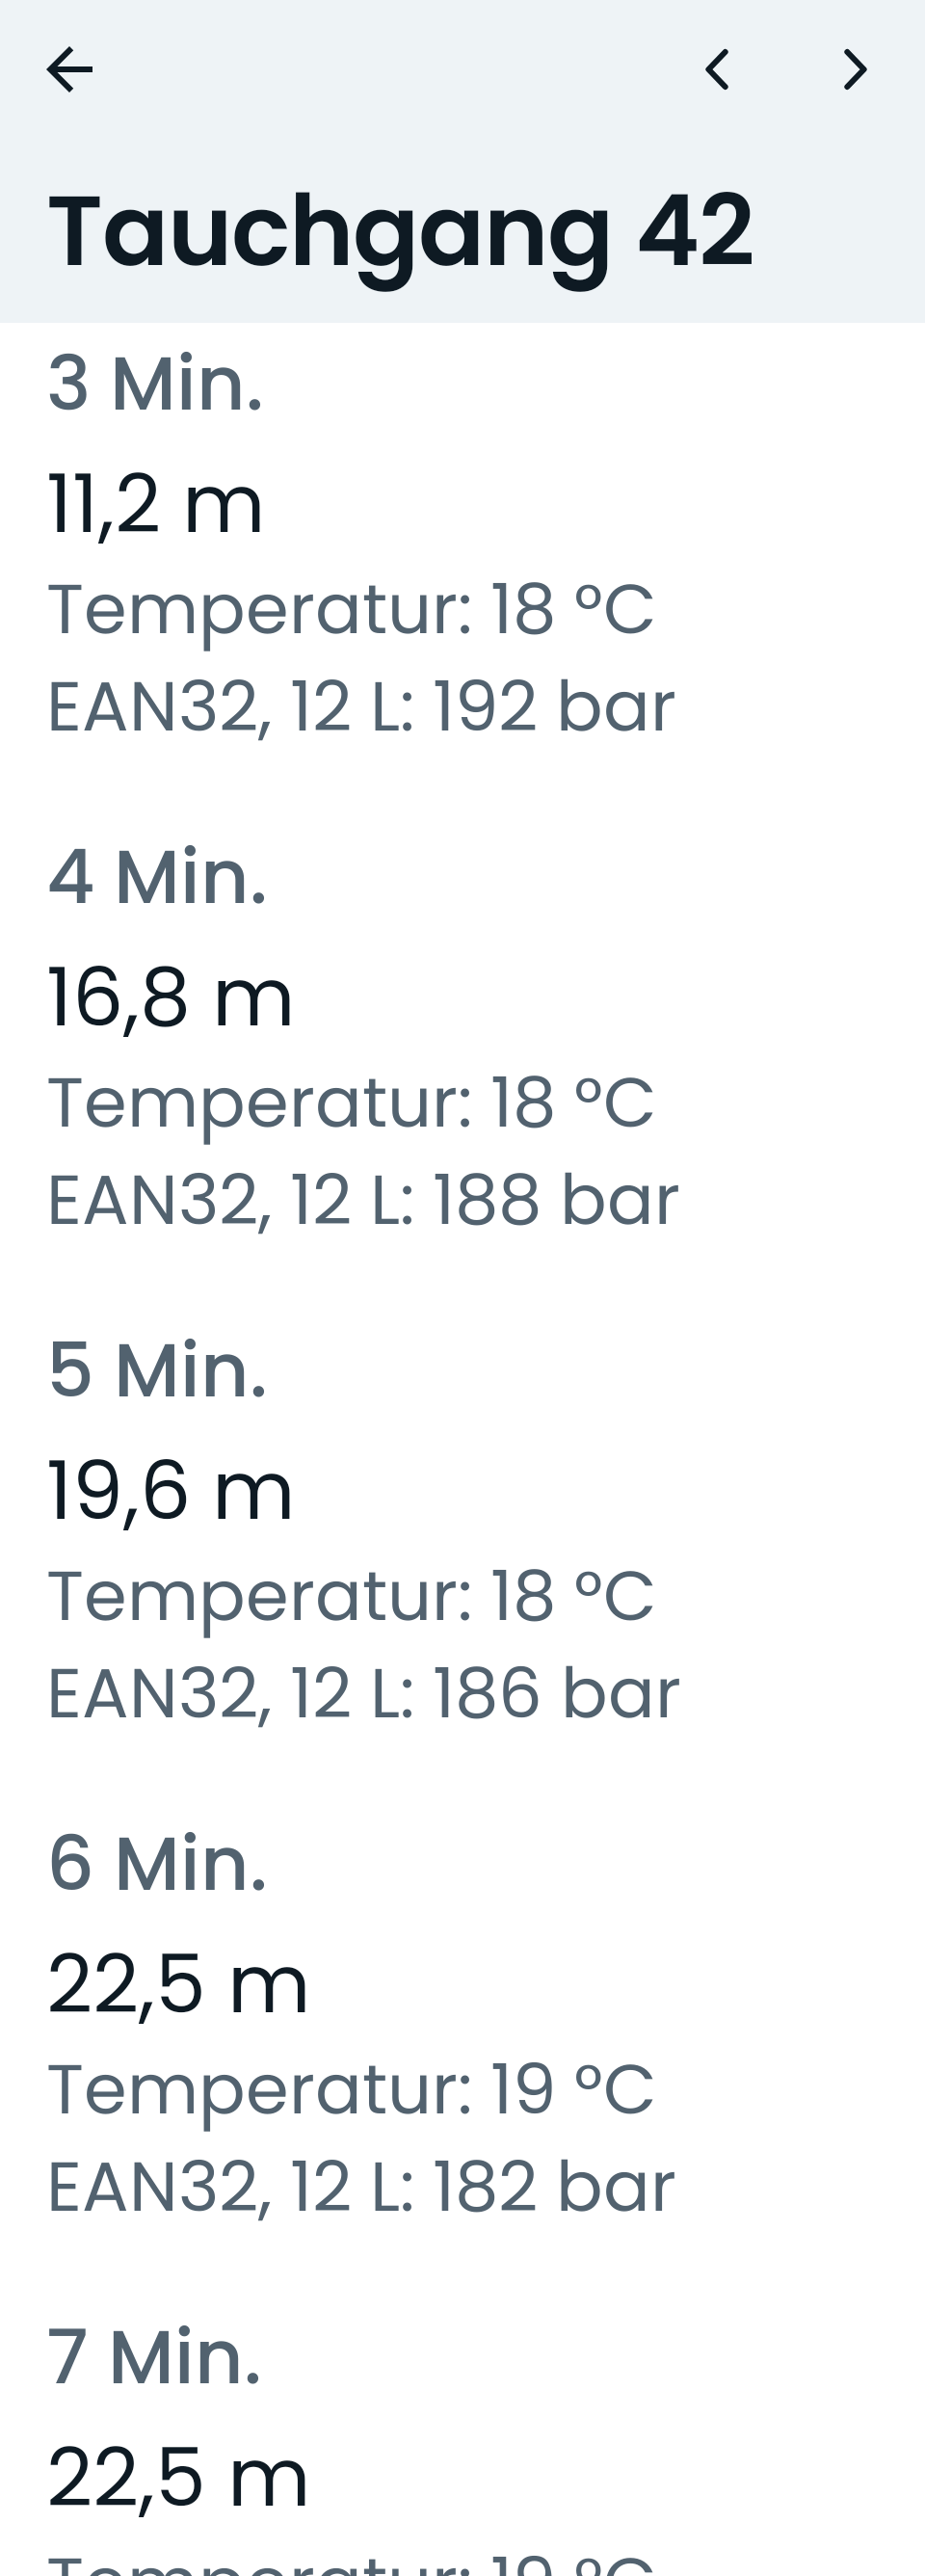 Tauchgang 42
3 Min.
11,2 m
Temperatur: 18 °C
EAN32, 12 L: 192 bar
4 Min.
16,8 m
Temperatur: 18 °C
EAN32, 12 L: 188 bar
5 Min.
19,6 m
Temperatur: 18 °C
EAN32, 12 L: 186 bar
6 Min.
22,5 m
Temperatur: 19 °C
EAN32, 12 L: 182 bar
7 Min.
22,5 m
Temperatur: 19 °C